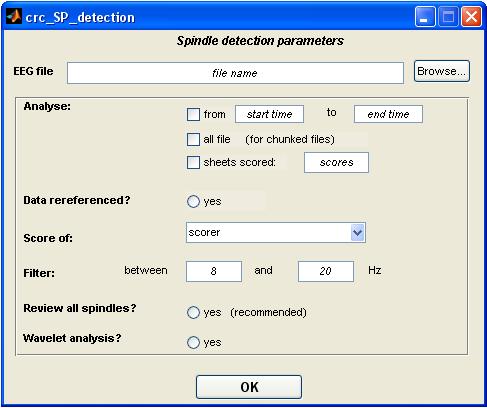 crc_SP_detection
Spindle detection parameters
EEG file file name Browse...
Analyse:
from start time to end time
all file (for chunked files)
sheets scored: scores
Data rereferenced? yes
Score of: scorer
Filter: between 8 and 20 Hz
Review all spindles? yes (recommended)
Wavelet analysis? yes
OK